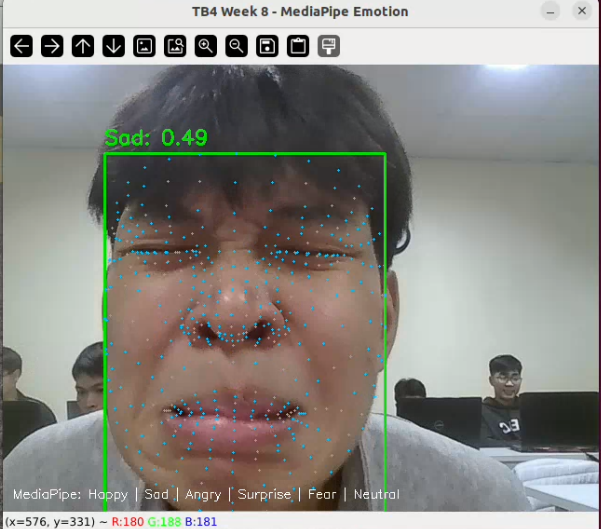 TB4 Week 8 - MediaPipe Emotion
Sad: 0.49
MediaPipe: Happy | Sad | Angry | Surprise | Fear | Neutral
(x=576, y=331) ~ R:180 G:188 B:181